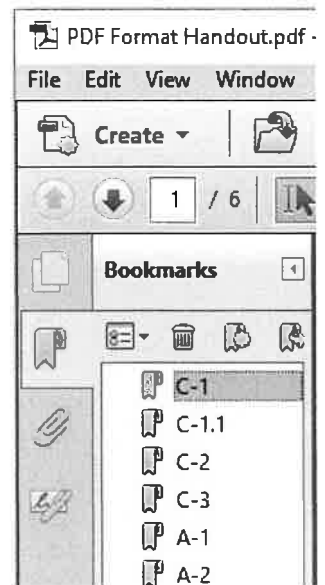 PDF Format Handout.pdf -
File Edit View Window
Create
1 / 6
Bookmarks
C-1
C-1.1
C-2
C-3
A-1
A-2